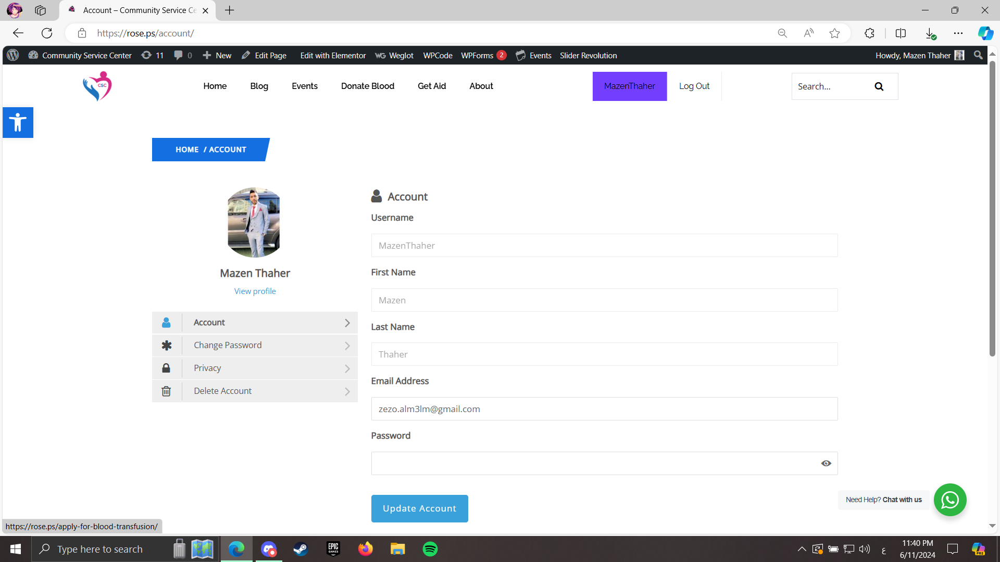 Account – Community Service Ce
https://rose.ps/account/
Community Service Center 11 0 New Edit Page Edit with Elementor Weglot WPCode WPForms 2 Events Slider Revolution Howdy, Mazen Thaher
CSC
Home Blog Events Donate Blood Get Aid About MazenThaher Log Out Search...
HOME / ACCOUNT
Mazen Thaher
View profile
Account
Change Password
Privacy
Delete Account
Account
Username
MazenThaher
First Name
Mazen
Last Name
Thaher
Email Address
zezo.alm3lm@gmail.com
Password
Update Account
Need Help? Chat with us
https://rose.ps/apply-for-blood-transfusion/
Type here to search
EPIC GAMES
ع
11:40 PM
6/11/2024
PRE